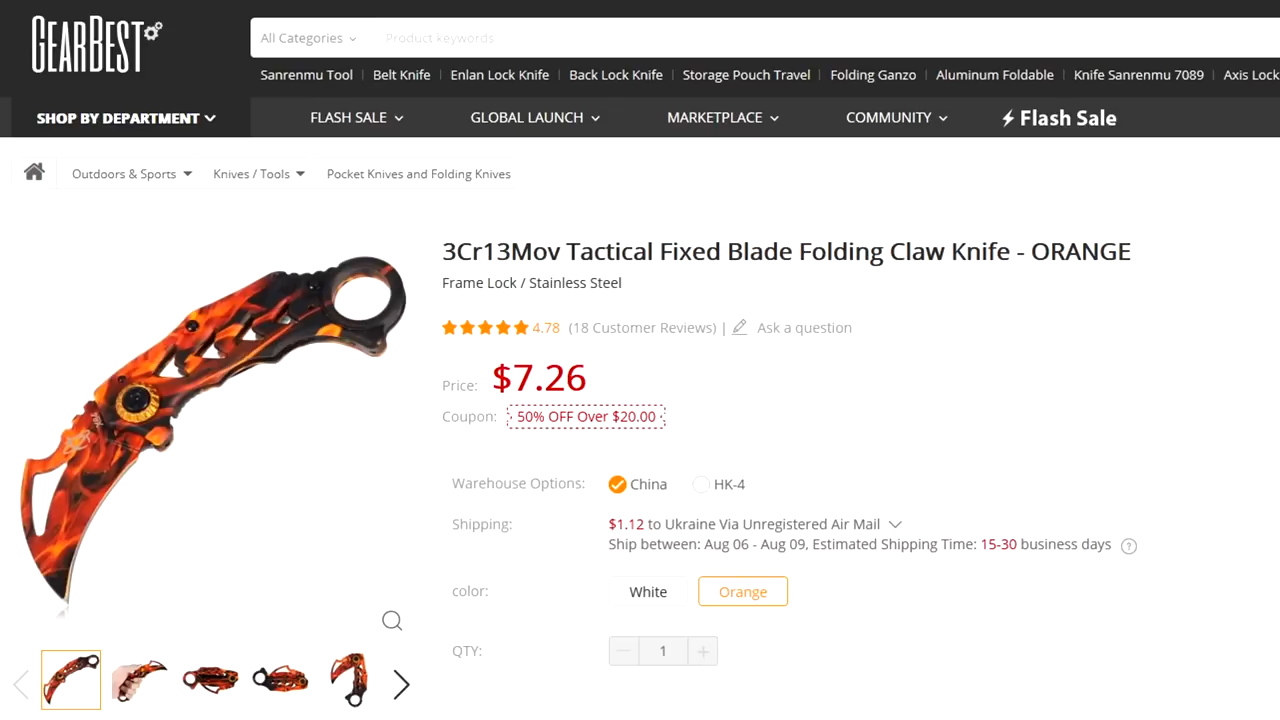 GEARBEST
All Categories
Product keywords
Sanrenmu Tool | Belt Knife | Enlan Lock Knife | Back Lock Knife | Storage Pouch Travel | Folding Ganzo | Aluminum Foldable | Knife Sanrenmu 7089 | Axis Lock
SHOP BY DEPARTMENT
FLASH SALE
GLOBAL LAUNCH
MARKETPLACE
COMMUNITY
Flash Sale
Outdoors & Sports
Knives / Tools
Pocket Knives and Folding Knives
3Cr13Mov Tactical Fixed Blade Folding Claw Knife - ORANGE
Frame Lock / Stainless Steel
4.78 (18 Customer Reviews) | Ask a question
Price: $7.26
Coupon: 50% OFF Over $20.00
Warehouse Options: China HK-4
Shipping: $1.12 to Ukraine Via Unregistered Air Mail
Ship between: Aug 06 - Aug 09, Estimated Shipping Time: 15-30 business days ?
color: White Orange
QTY: 1